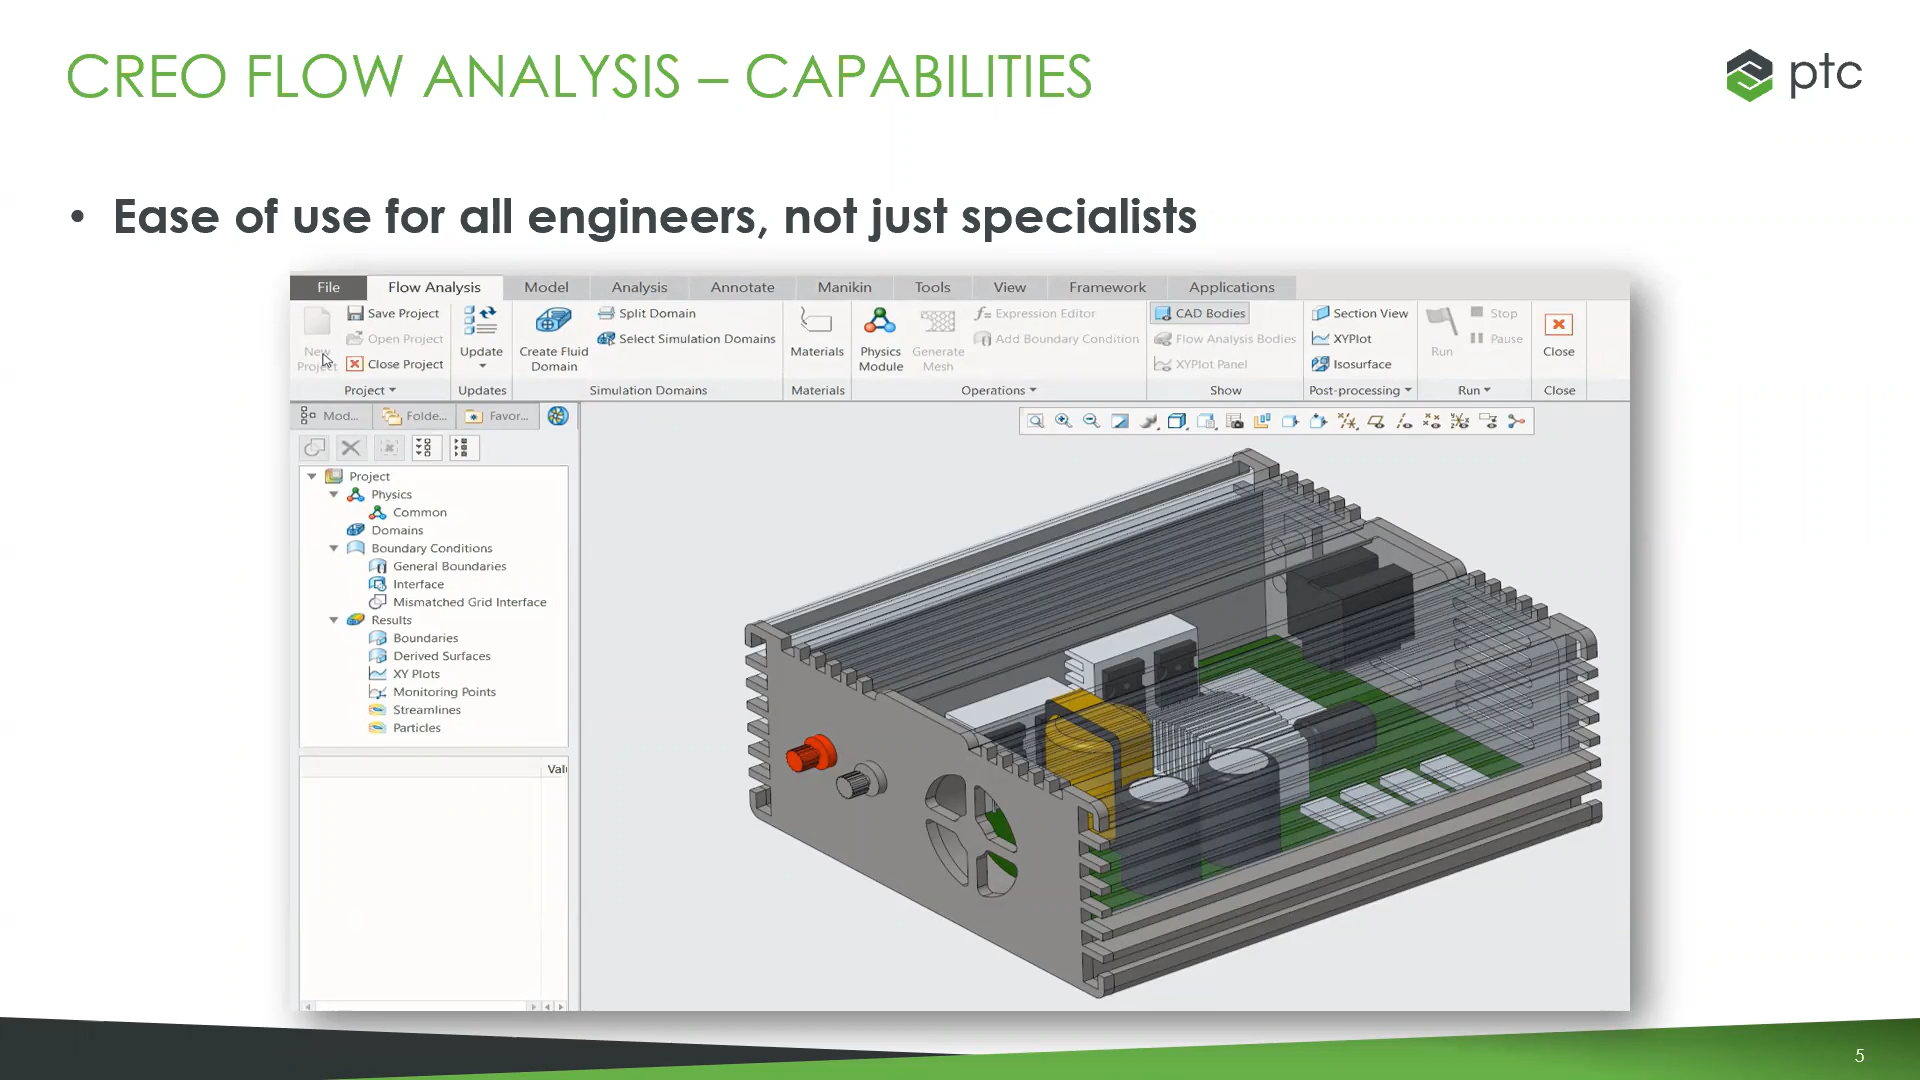 CREO FLOW ANALYSIS – CAPABILITIES
ptc
• Ease of use for all engineers, not just specialists
File Flow Analysis Model Analysis Annotate Manikin Tools View Framework Applications
New Project
Save Project
Open Project
Close Project
Update
Create Fluid Domain
Split Domain
Select Simulation Domains
Materials
Physics Module
Generate Mesh
Expression Editor
Add Boundary Condition
CAD Bodies
Flow Analysis Bodies
XYPlot Panel
Section View
XYPlot
Isosurface
Run
Stop
Pause
Close
Project Updates Simulation Domains Materials Operations Show Post-processing Run Close
Mod... Folde... Favor...
Project
Physics
Common
Domains
Boundary Conditions
General Boundaries
Interface
Mismatched Grid Interface
Results
Boundaries
Derived Surfaces
XY Plots
Monitoring Points
Streamlines
Particles
Valu
5